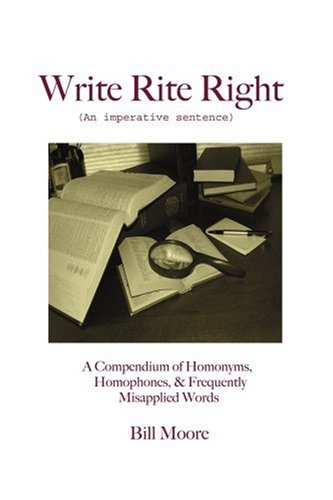 Write Rite Right
(An imperative sentence)
A Compendium of Homonyms,
Homophones, & Frequently
Misapplied Words
Bill Moore